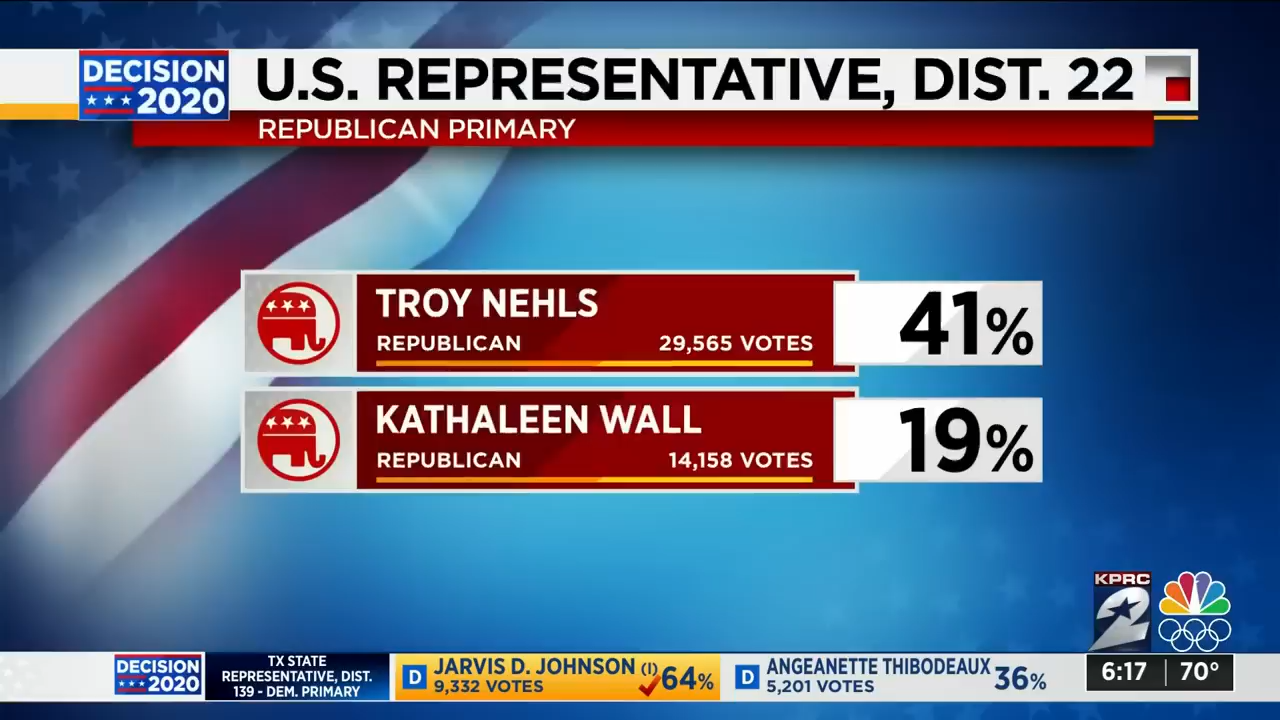 DECISION
2020
U.S. REPRESENTATIVE, DIST. 22
REPUBLICAN PRIMARY
TROY NEHLS
REPUBLICAN 29,565 VOTES
41%
KATHALEEN WALL
REPUBLICAN 14,158 VOTES
19%
KPRC
2
DECISION
2020
TX STATE
REPRESENTATIVE, DIST.
139 - DEM. PRIMARY
D JARVIS D. JOHNSON (I)
9,332 VOTES
64%
D ANGEANETTE THIBODEAUX
5,201 VOTES
36%
6:17 70°